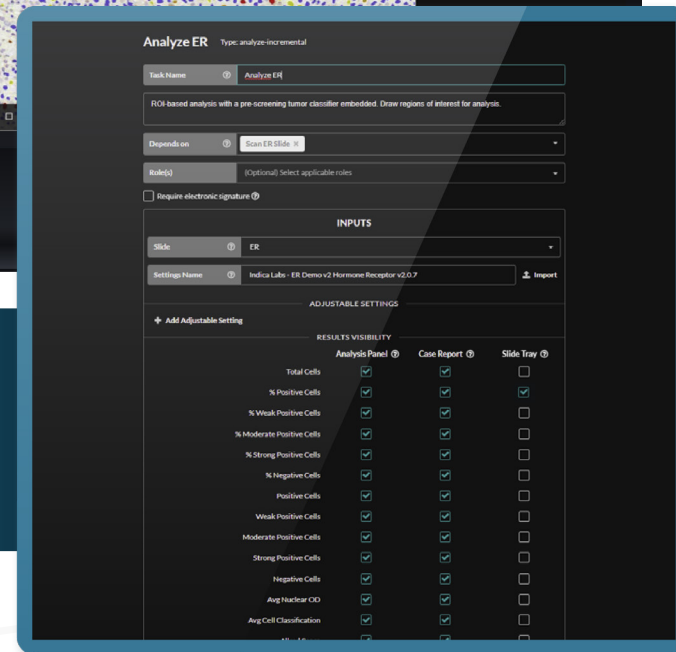 Analyze ER Type: analyze-incremental
Task Name Analyze ER
ROI-based analysis with a pre-screening tumor classifier embedded. Draw regions of interest for analysis.
Depends on Scan ER Slide ×
Role(s) (Optional) Select applicable roles
Require electronic signature
INPUTS
Slide ER
Settings Name Indica Labs - ER Demo v2 Hormone Receptor v2.0.7 Import
ADJUSTABLE SETTINGS
+ Add Adjustable Setting
RESULTS VISIBILITY
Analysis Panel Case Report Slide Tray
Total Cells
% Positive Cells
% Weak Positive Cells
% Moderate Positive Cells
% Strong Positive Cells
% Negative Cells
Positive Cells
Weak Positive Cells
Moderate Positive Cells
Strong Positive Cells
Negative Cells
Avg Nuclear OD
Avg Cell Classification